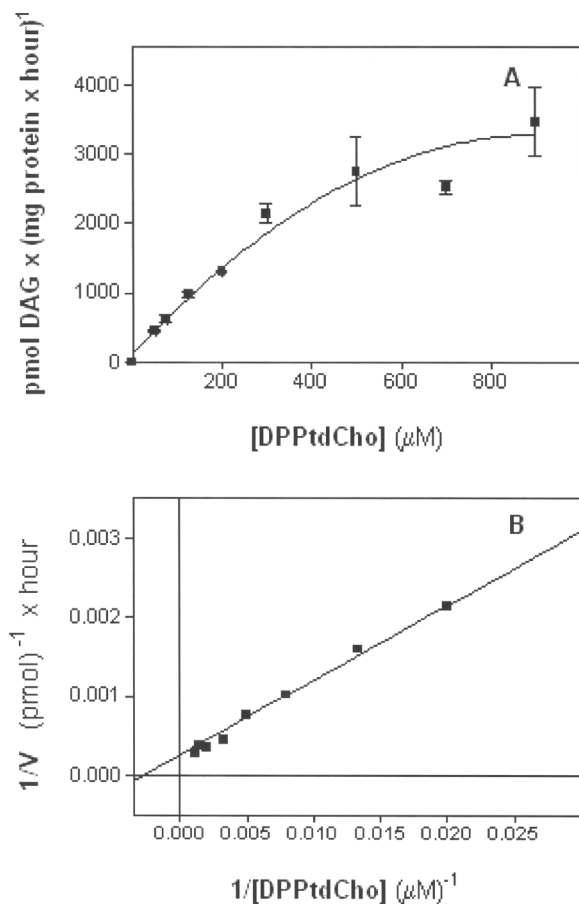 A
pmol DAG x (mg protein x hour)¹
4000
3000
2000
1000
0
200 400 600 800
[DPPtdCho] (μM)
B
1/V (pmol)⁻¹ x hour
0.003
0.002
0.001
0.000
0.000 0.005 0.010 0.015 0.020 0.025
1/[DPPtdCho] (μM)⁻¹